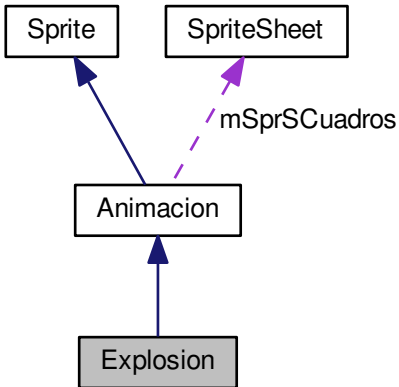 Sprite
SpriteSheet
mSprSCuadros
Animacion
Explosion